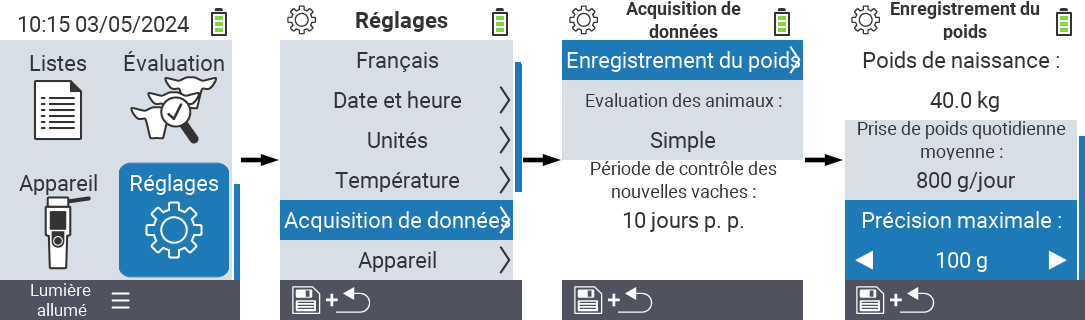 10:15 03/05/2024
Listes
Évaluation
Appareil
Réglages
Lumière
allumé
Réglages
Français
Date et heure
Unités
Température
Acquisition de données
Appareil
+
Acquisition de
données
Enregistrement du poids
Evaluation des animaux :
Simple
Période de contrôle des
nouvelles vaches :
10 jours p. p.
+
Enregistrement du
poids
Poids de naissance :
40.0 kg
Prise de poids quotidienne
moyenne :
800 g/jour
Précision maximale :
100 g
+